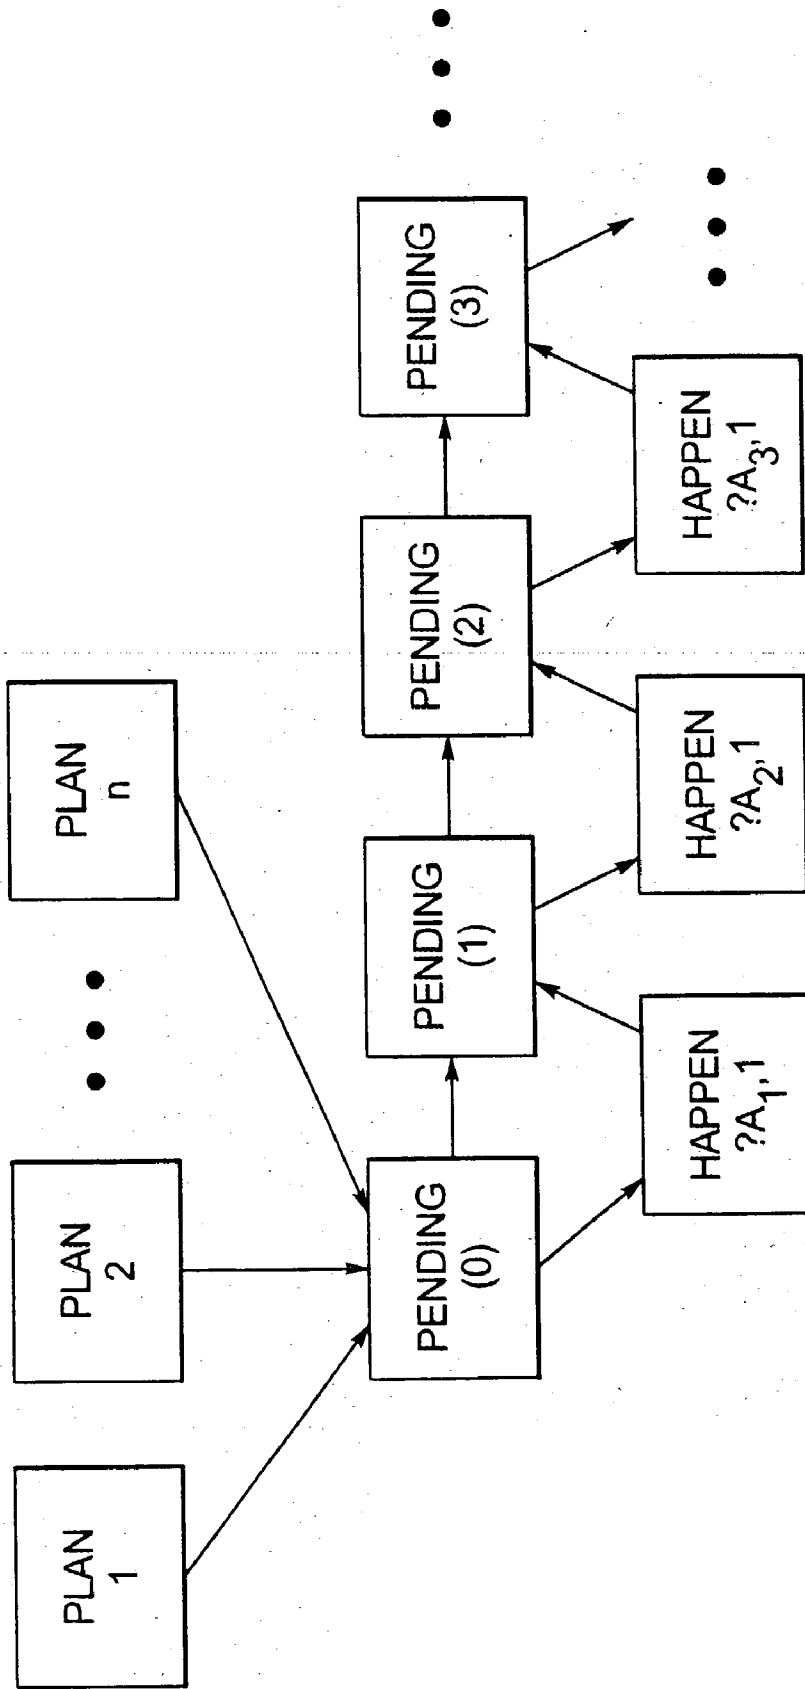 PLAN
1
PLAN
2
PLAN
n
PENDING
(0)
PENDING
(1)
PENDING
(2)
PENDING
(3)
HAPPEN
?A1,1
HAPPEN
?A2,1
HAPPEN
?A3,1